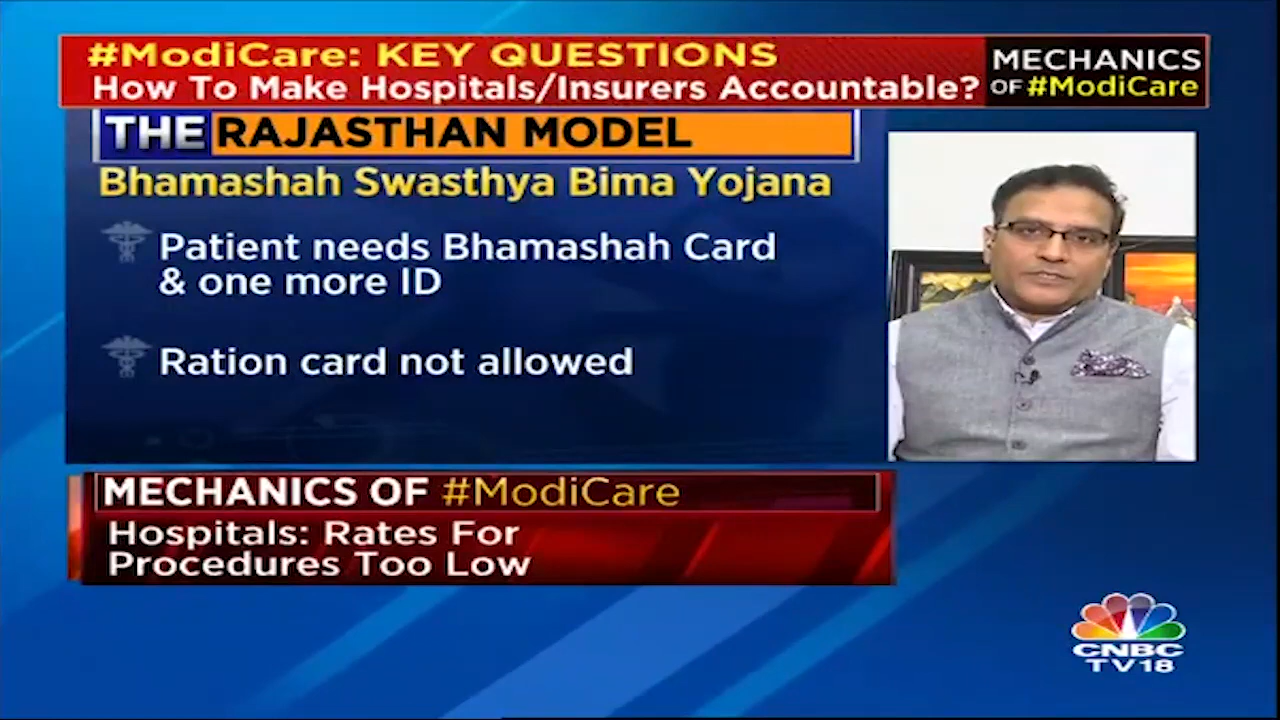 #ModiCare: KEY QUESTIONS
How To Make Hospitals/Insurers Accountable?
MECHANICS
OF #ModiCare
THE RAJASTHAN MODEL
Bhamashah Swasthya Bima Yojana
Patient needs Bhamashah Card
& one more ID
Ration card not allowed
MECHANICS OF #ModiCare
Hospitals: Rates For
Procedures Too Low
CNBC
TV18